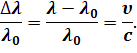 Δλ/λ₀ = (λ − λ₀)/λ₀ = υ/c.